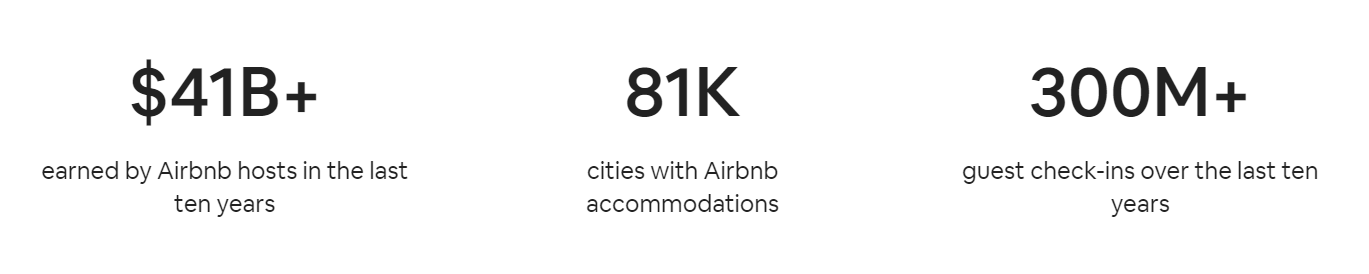 $41B+
earned by Airbnb hosts in the last
ten years
81K
cities with Airbnb
accommodations
300M+
guest check-ins over the last ten
years